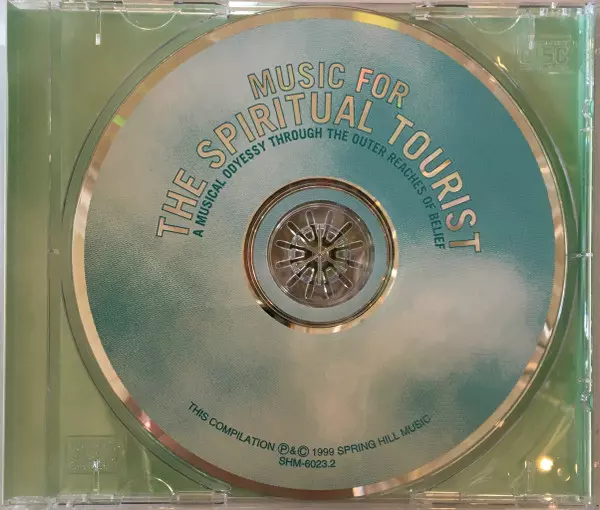 MUSIC FOR
THE SPIRITUAL TOURIST
A MUSICAL ODYESSY THROUGH THE OUTER REACHES OF BELIEF
THIS COMPILATION ℗&© 1999 SPRING HILL MUSIC
SHM-6023.2